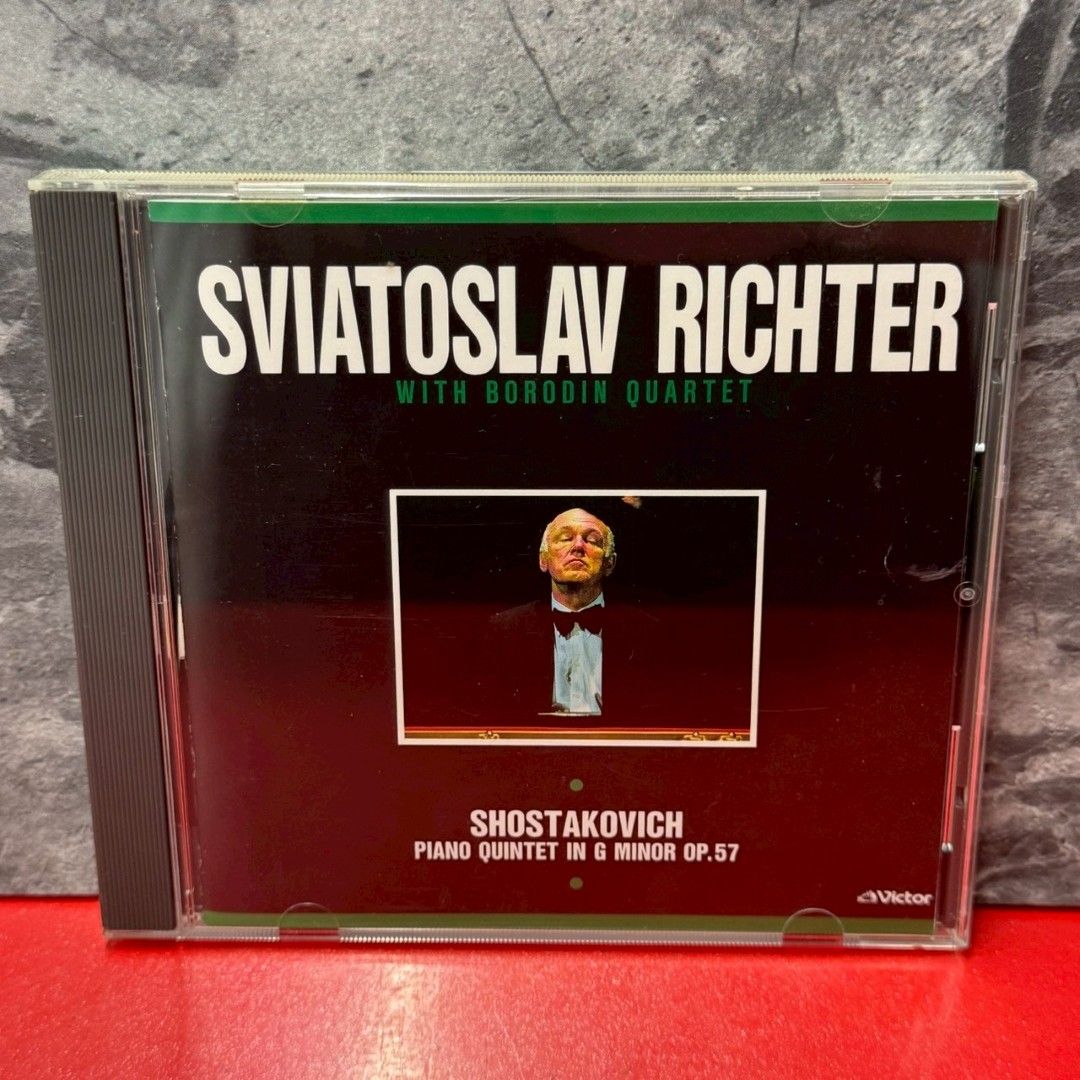 SVIATOSLAV RICHTER
WITH BORODIN QUARTET
SHOSTAKOVICH
PIANO QUINTET IN G MINOR OP.57
Victor